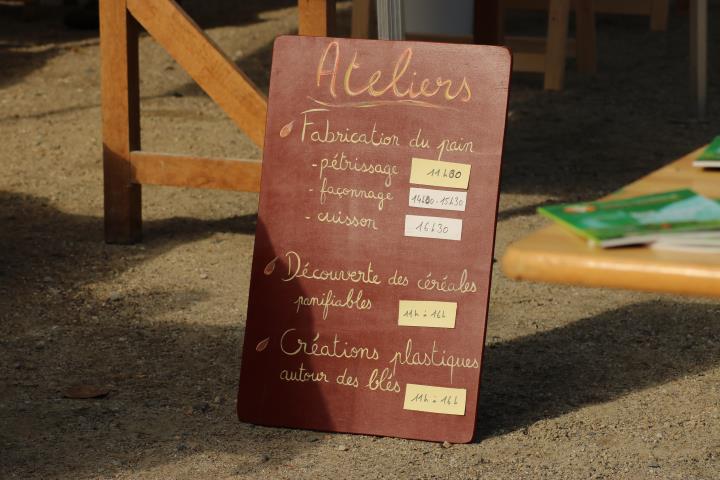 Ateliers
Fabrication du pain
- pétrissage 11h30
- façonnage 14h30 - 15h30
- cuisson 16h30
Découverte des céréales
panifiables 11h à 16h
Créations plastiques
autour des blés 11h à 16h